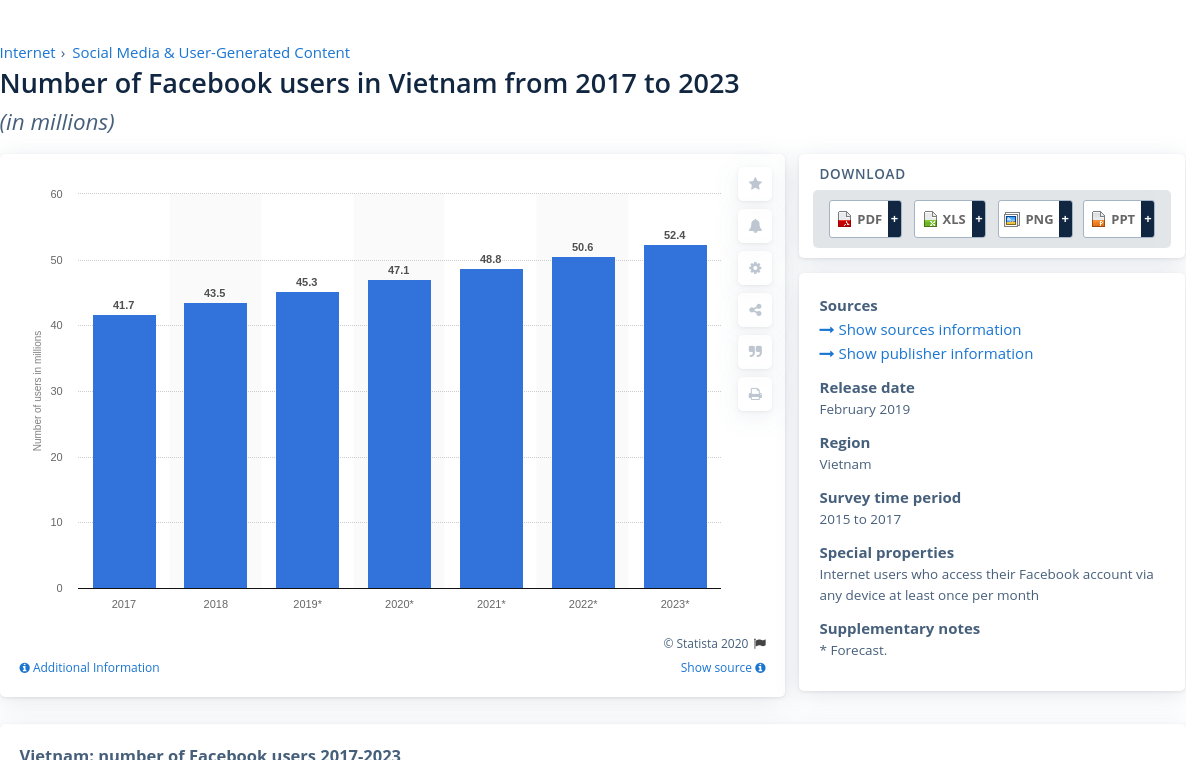 Internet › Social Media & User-Generated Content
Number of Facebook users in Vietnam from 2017 to 2023
(in millions)
60
50
40
30
20
10
0
Number of users in millions
41.7
43.5
45.3
47.1
48.8
50.6
52.4
2017
2018
2019*
2020*
2021*
2022*
2023*
© Statista 2020
Additional Information
Show source
DOWNLOAD
PDF + XLS + PNG + PPT +
Sources
Show sources information
Show publisher information
Release date
February 2019
Region
Vietnam
Survey time period
2015 to 2017
Special properties
Internet users who access their Facebook account via
any device at least once per month
Supplementary notes
* Forecast.
Vietnam: number of Facebook users 2017-2023